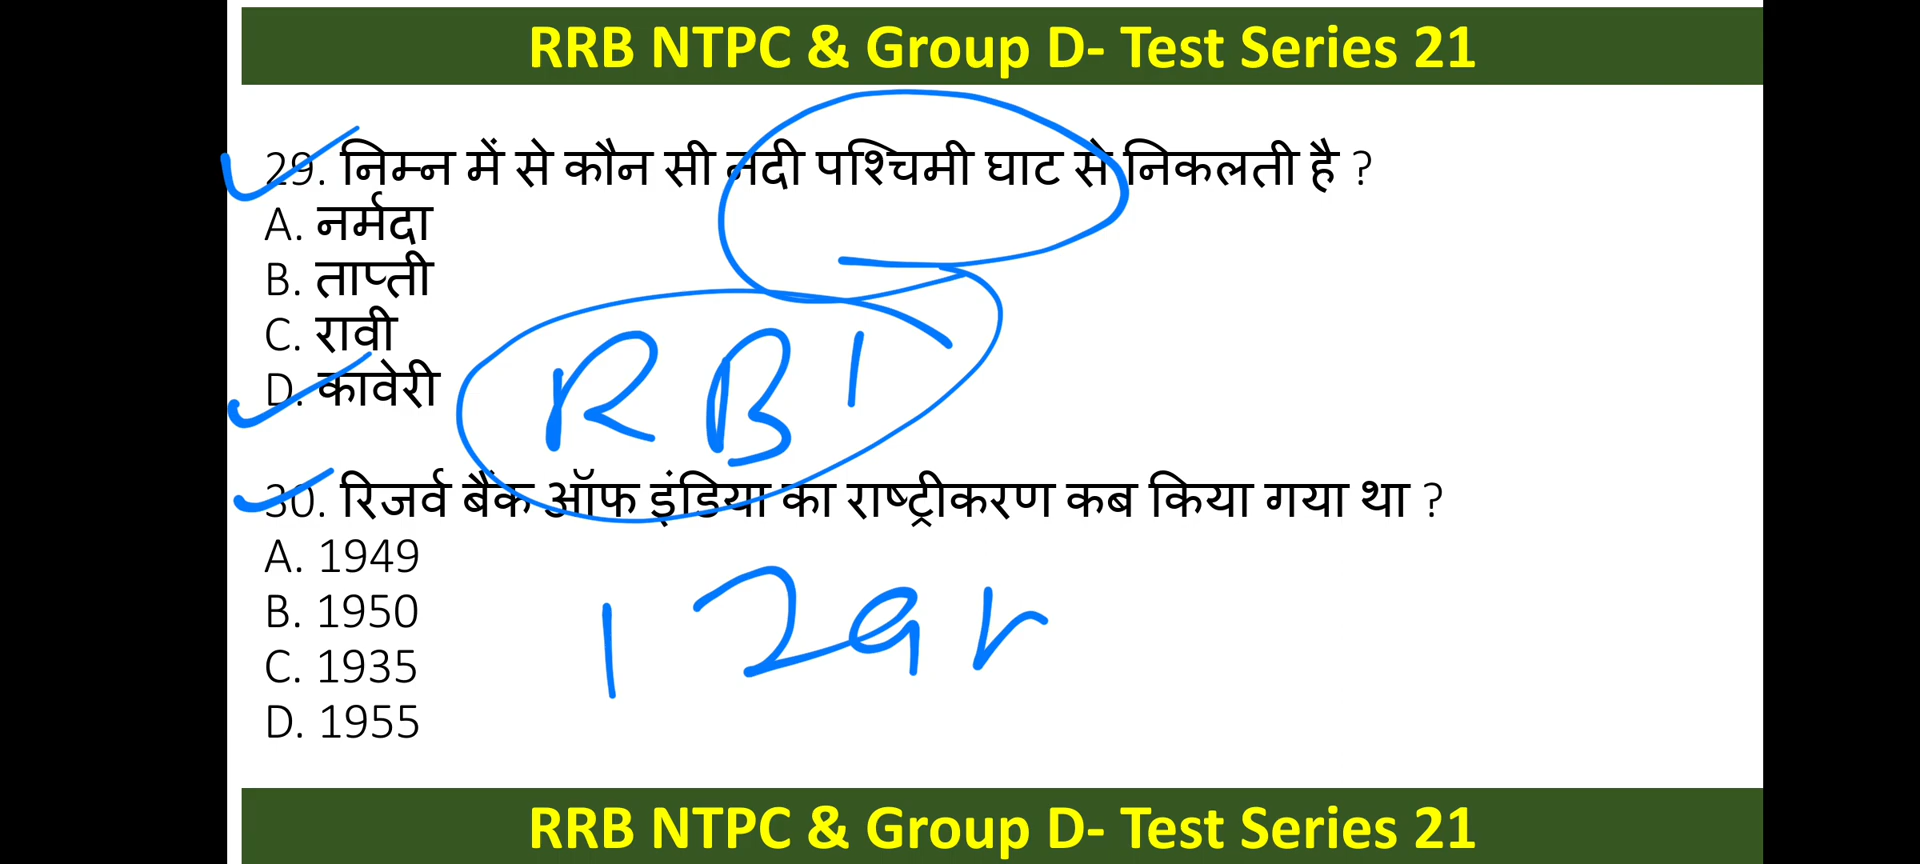 RRB NTPC & Group D- Test Series 21
29. निम्न में से कौन सी नदी पश्चिमी घाट से निकलती है ?
A. नर्मदा
B. ताप्ती
C. रावी
D. कावेरी
RBI
30. रिजर्व बैंक ऑफ इंडिया का राष्ट्रीकरण कब किया गया था ?
A. 1949
B. 1950
C. 1935
D. 1955
RRB NTPC & Group D- Test Series 21